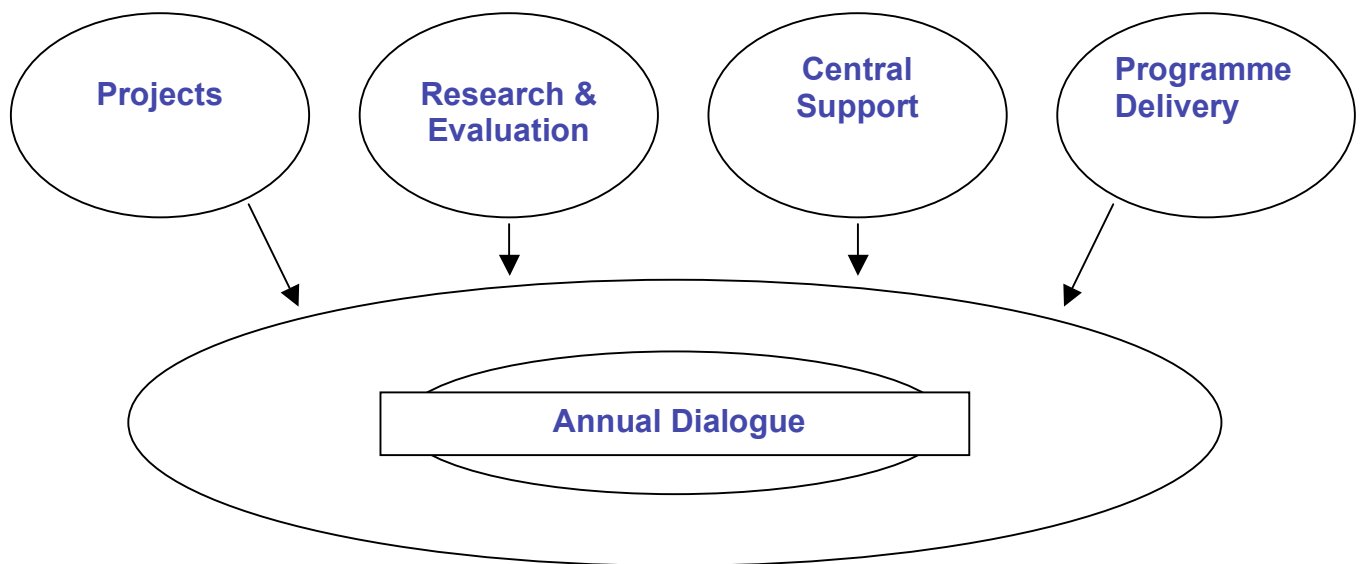 Projects
Research &
Evaluation
Central
Support
Programme
Delivery
Annual Dialogue